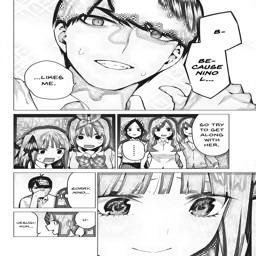 B-
BE-
CAUSE
NINO
L...
...LIKES
ME.
SO TRY
TO GET
ALONG
WITH
HER.
SORRY,
NINO...
U-
UESUGI-
KUN...